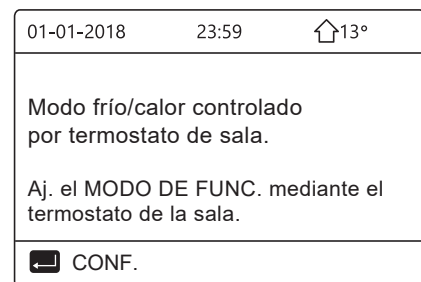 01-01-2018 23:59 13°
Modo frío/calor controlado
por termostato de sala.
Aj. el MODO DE FUNC. mediante el
termostato de la sala.
CONF.